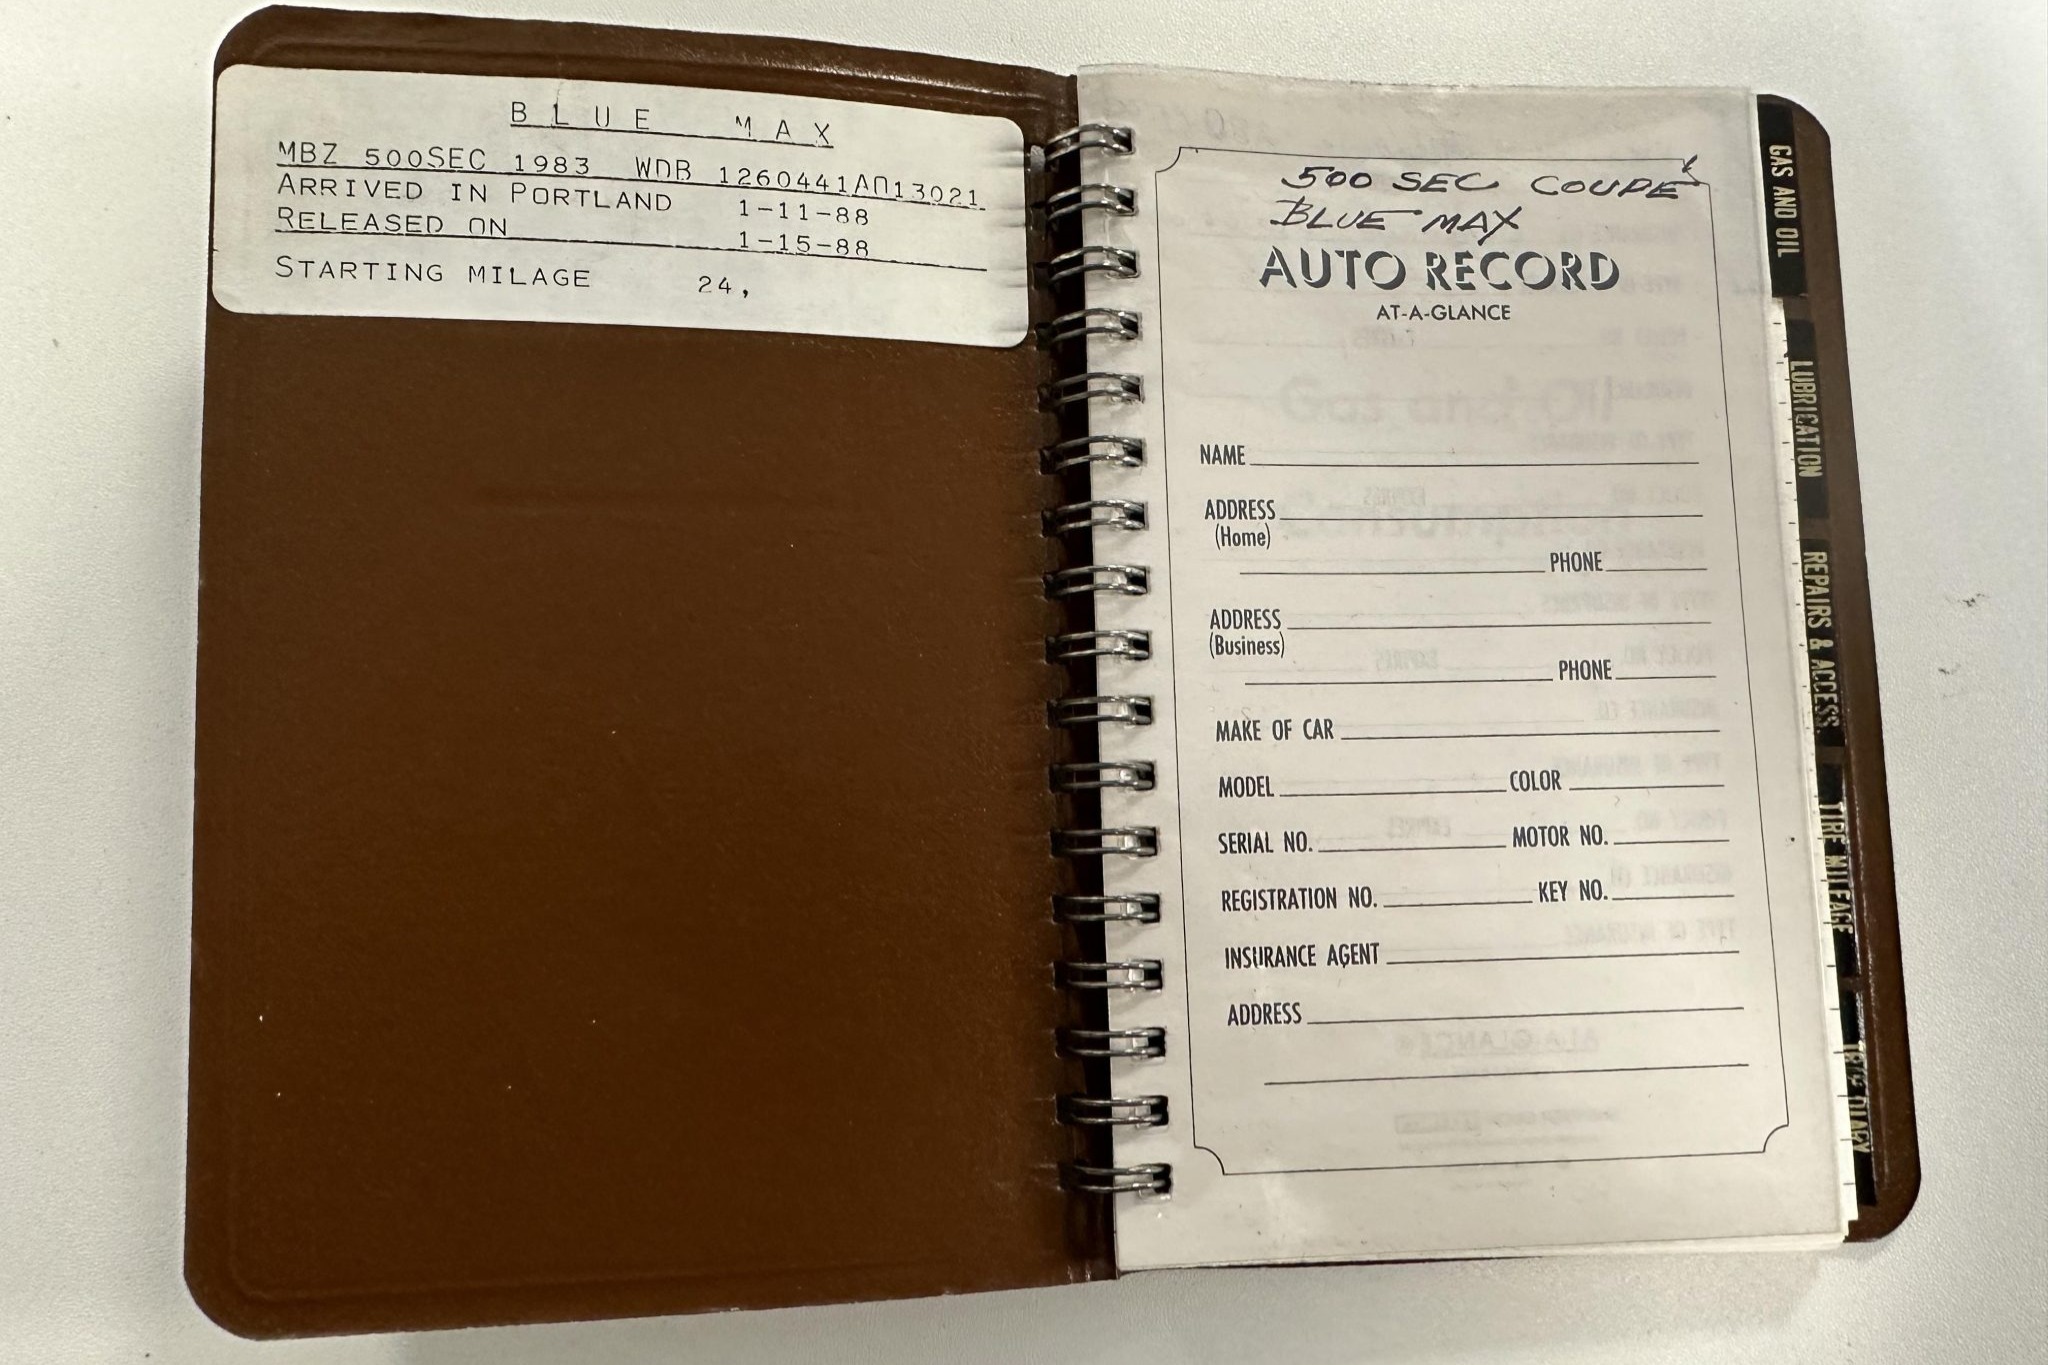 BLUE MAX
MBZ 500SEC 1983 WDB 1260441A013021
ARRIVED IN PORTLAND 1-11-88
RELEASED ON 1-15-88
STARTING MILAGE 24,
500 SEC COUPE
BLUE MAX
AUTO RECORD
AT-A-GLANCE
NAME
ADDRESS
(Home)
PHONE
ADDRESS
(Business)
PHONE
MAKE OF CAR
MODEL COLOR
SERIAL NO. MOTOR NO.
REGISTRATION NO. KEY NO.
INSURANCE AGENT
ADDRESS
GAS AND OIL
LUBRICATION
REPAIRS & ACCESS.
TIRE MILEAGE
TRIP DIARY